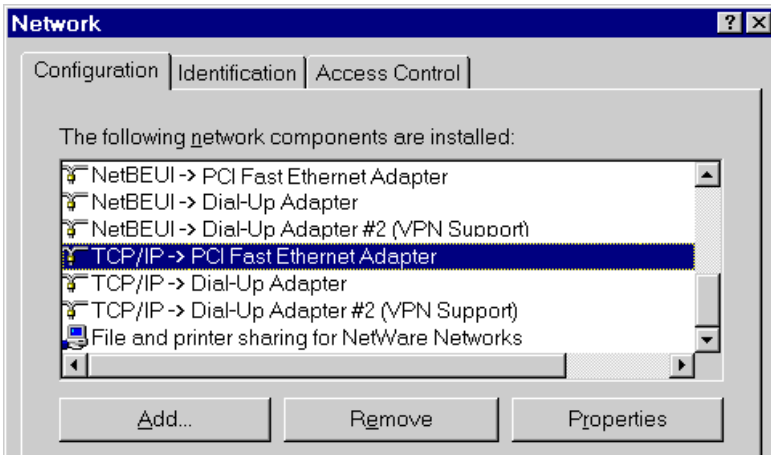 Network
Configuration Identification Access Control
The following network components are installed:
NetBEUI -> PCI Fast Ethernet Adapter
NetBEUI -> Dial-Up Adapter
NetBEUI -> Dial-Up Adapter #2 (VPN Support)
TCP/IP -> PCI Fast Ethernet Adapter
TCP/IP -> Dial-Up Adapter
TCP/IP -> Dial-Up Adapter #2 (VPN Support)
File and printer sharing for NetWare Networks
Add... Remove Properties